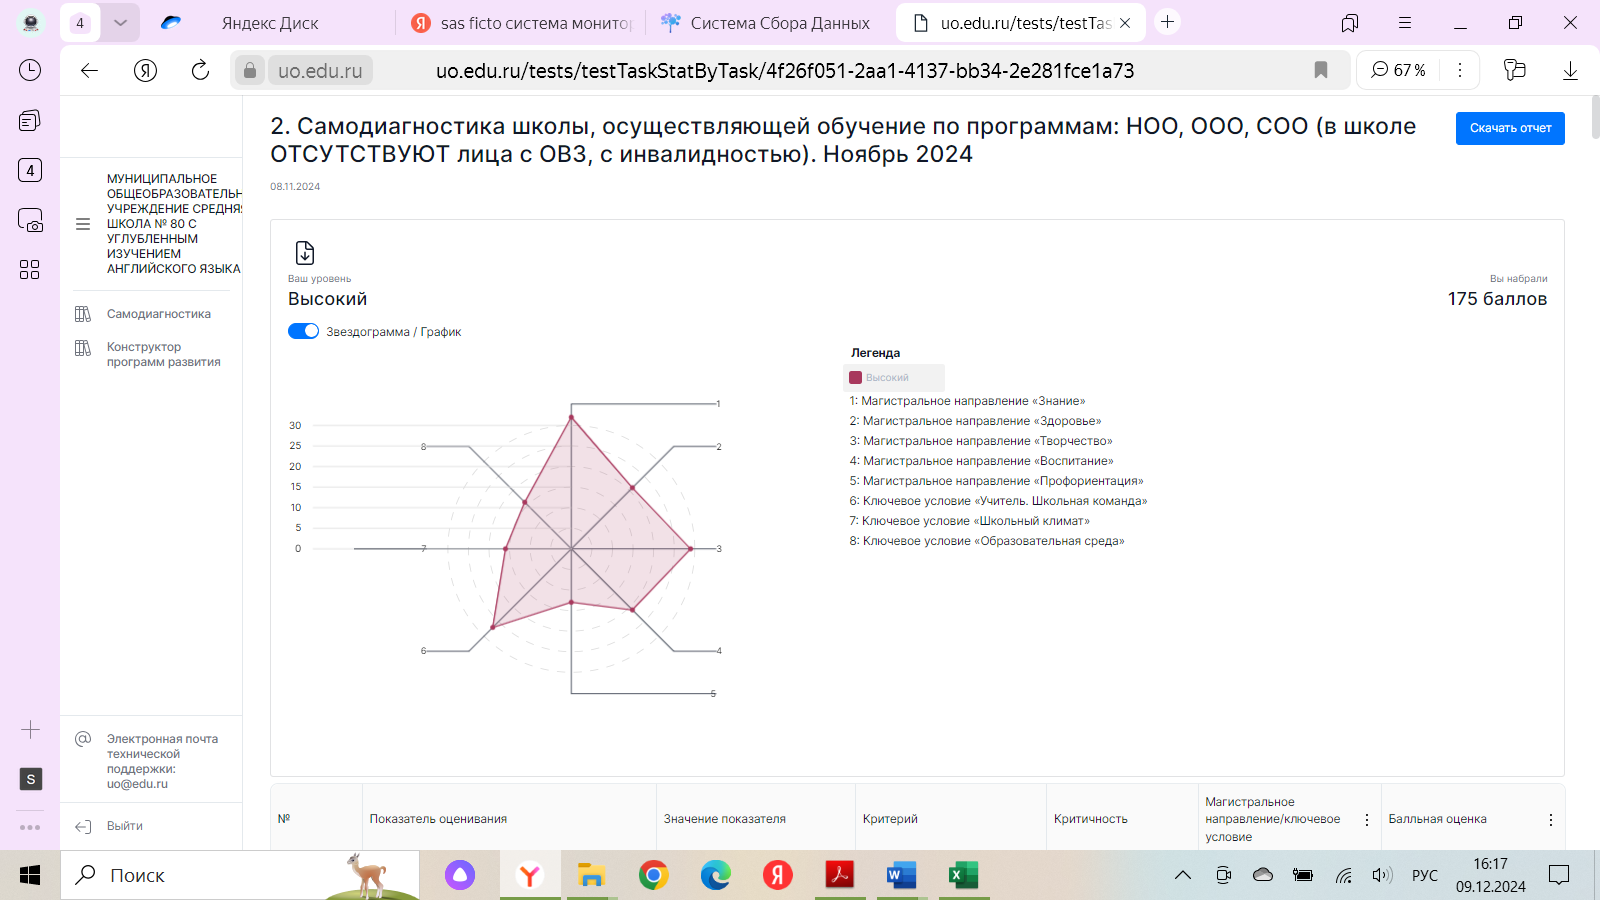 4
Яндекс Диск
sas ficto система монитор
Система Сбора Данных
uo.edu.ru/tests/testTas
uo.edu.ru
uo.edu.ru/tests/testTaskStatByTask/4f26f051-2aa1-4137-bb34-2e281fce1a73
67 %
4
S
МУНИЦИПАЛЬНОЕ
ОБЩЕОБРАЗОВАТЕЛЬН
УЧРЕЖДЕНИЕ СРЕДНЯЯ
ШКОЛА № 80 С
УГЛУБЛЕННЫМ
ИЗУЧЕНИЕМ
АНГЛИЙСКОГО ЯЗЫКА
Самодиагностика
Конструктор
программ развития
Электронная почта
технической
поддержки:
uo@edu.ru
Выйти
2. Самодиагностика школы, осуществляющей обучение по программам: НОО, ООО, СОО (в школе
ОТСУТСТВУЮТ лица с ОВЗ, с инвалидностью). Ноябрь 2024
Скачать отчет
08.11.2024
Ваш уровень
Высокий
Вы набрали
175 баллов
Звездограмма / График
30
25
20
15
10
5
0
1
2
3
4
5
6
7
8
Легенда
Высокий
1: Магистральное направление «Знание»
2: Магистральное направление «Здоровье»
3: Магистральное направление «Творчество»
4: Магистральное направление «Воспитание»
5: Магистральное направление «Профориентация»
6: Ключевое условие «Учитель. Школьная команда»
7: Ключевое условие «Школьный климат»
8: Ключевое условие «Образовательная среда»
№
Показатель оценивания
Значение показателя
Критерий
Критичность
Магистральное
направление/ключевое
условие
Балльная оценка
Поиск
РУС
16:17
09.12.2024